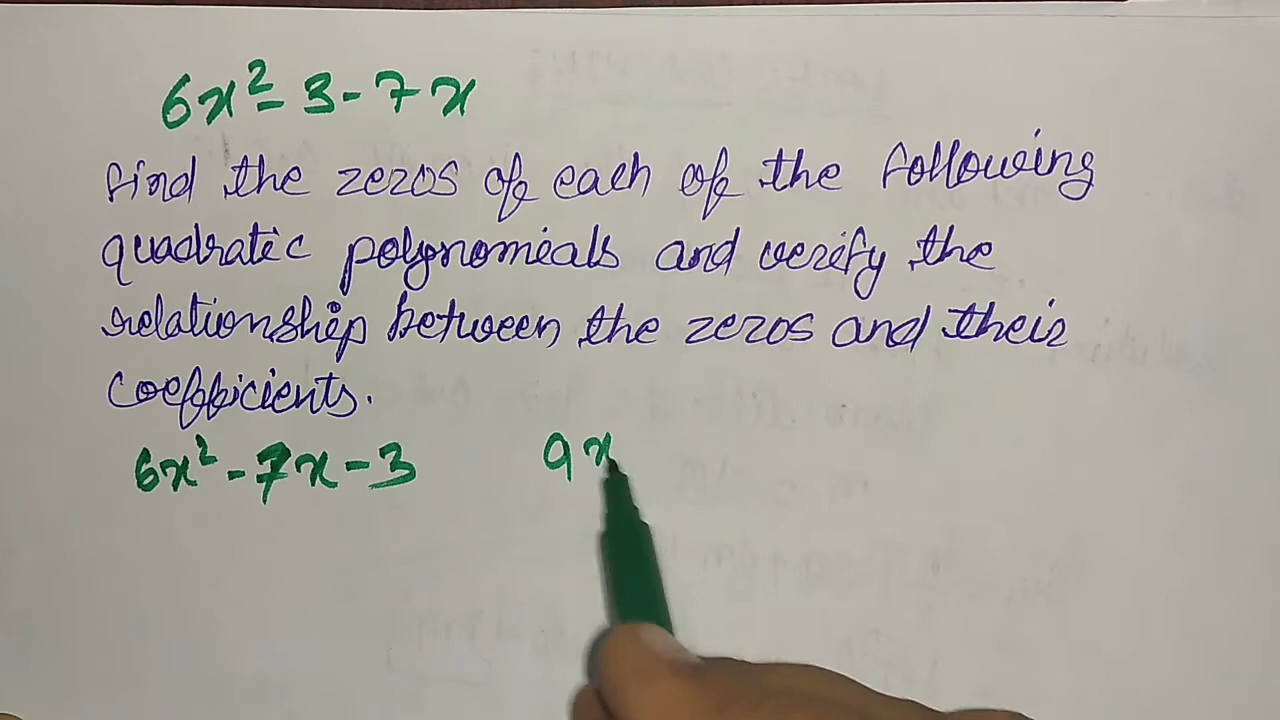 6x² - 3 - 7x
Find the zeros of each of the following
quadratic polynomials and verify the
relationship between the zeros and their
coefficients.
6x² - 7x - 3 9x